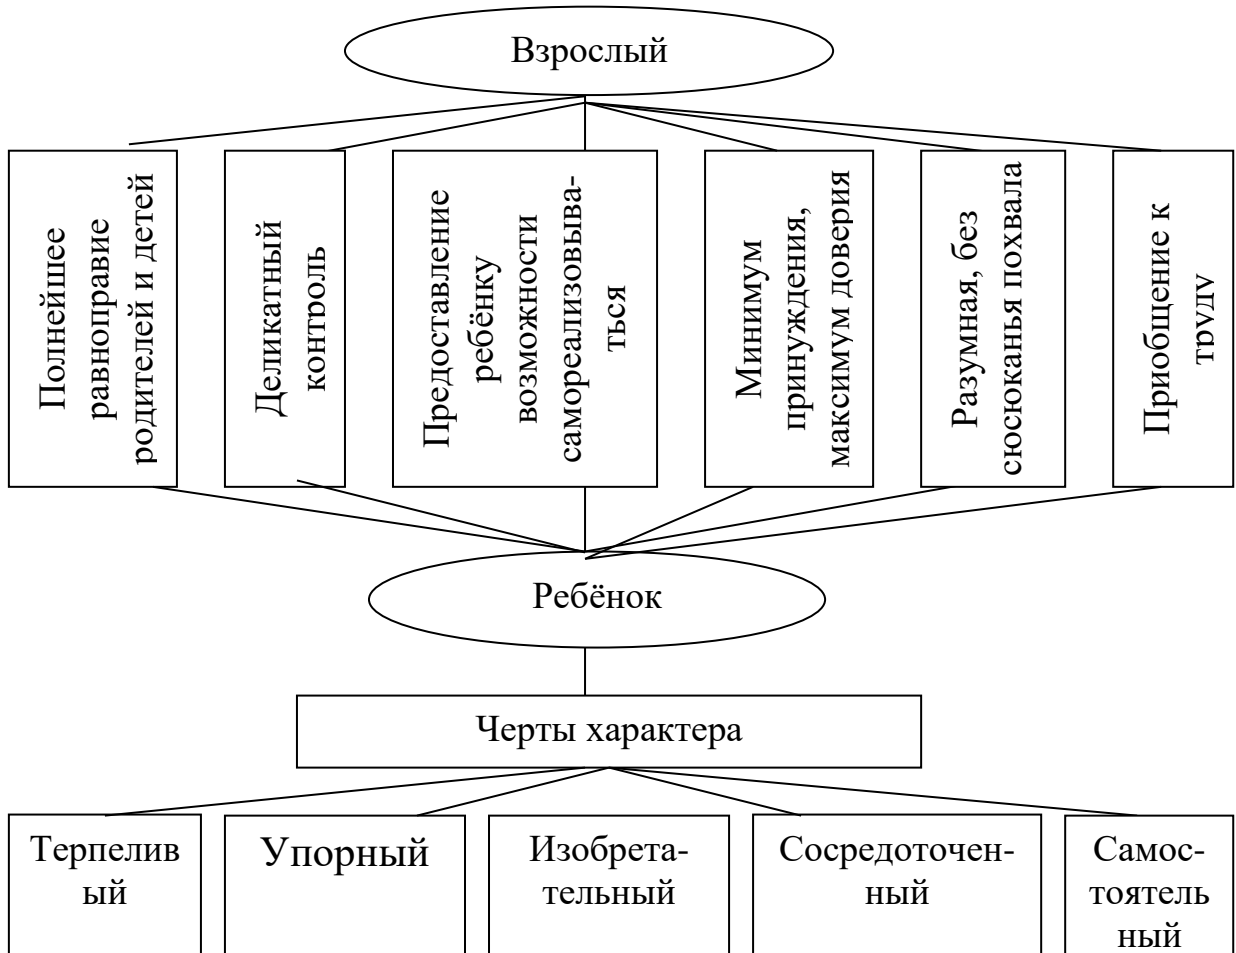 Взрослый
Полнейшее
равноправие
родителей и детей
Деликатный
контроль
Предоставление
ребёнку
возможности
самореализовыва-
ться
Минимум
принуждения,
максимум доверия
Разумная, без
сюсюканья похвала
Приобщение к
труду
Ребёнок
Черты характера
Терпелив
ый
Упорный
Изобрета-
тельный
Сосредоточен-
ный
Самос-
тоятель
ный